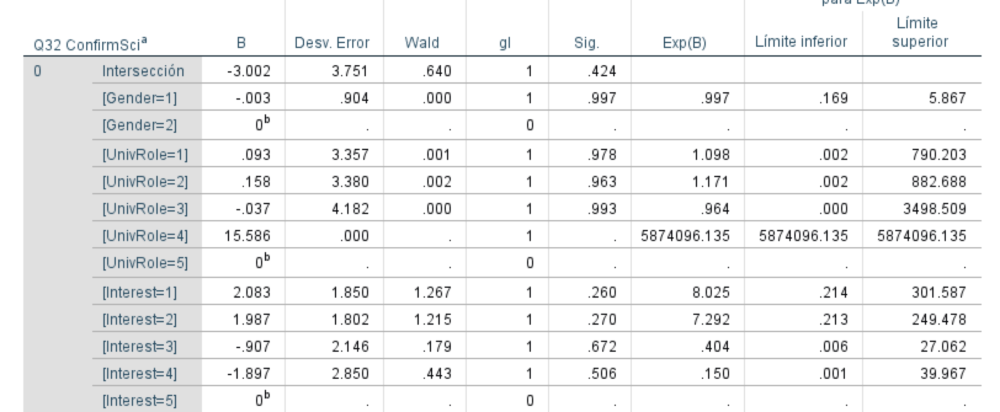 para Exp(B)
Límite
Q32 ConfirmSciª B Desv. Error Wald gl Sig. Exp(B) Límite inferior superior
0 Intersección -3.002 3.751 .640 1 .424
[Gender=1] -.003 .904 .000 1 .997 .997 .169 5.867
[Gender=2] 0ᵇ . . 0 . . . .
[UnivRole=1] .093 3.357 .001 1 .978 1.098 .002 790.203
[UnivRole=2] .158 3.380 .002 1 .963 1.171 .002 882.688
[UnivRole=3] -.037 4.182 .000 1 .993 .964 .000 3498.509
[UnivRole=4] 15.586 .000 . 1 . 5874096.135 5874096.135 5874096.135
[UnivRole=5] 0ᵇ . . 0 . . . .
[Interest=1] 2.083 1.850 1.267 1 .260 8.025 .214 301.587
[Interest=2] 1.987 1.802 1.215 1 .270 7.292 .213 249.478
[Interest=3] -.907 2.146 .179 1 .672 .404 .006 27.062
[Interest=4] -1.897 2.850 .443 1 .506 .150 .001 39.967
[Interest=5] 0ᵇ . . 0 . . . .